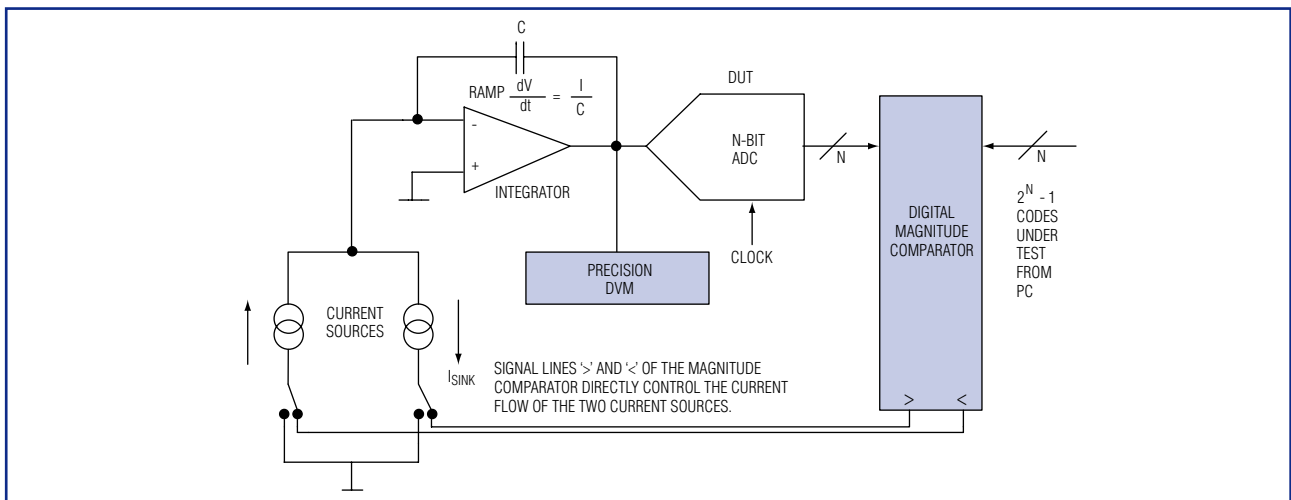 C
RAMP dV/dt = I/C
-
+
INTEGRATOR
DUT
N-BIT
ADC
N
CLOCK
PRECISION
DVM
DIGITAL
MAGNITUDE
COMPARATOR
> <
N
2^N - 1
CODES
UNDER
TEST
FROM
PC
CURRENT
SOURCES
I_SINK
SIGNAL LINES '>' AND '<' OF THE MAGNITUDE
COMPARATOR DIRECTLY CONTROL THE CURRENT
FLOW OF THE TWO CURRENT SOURCES.